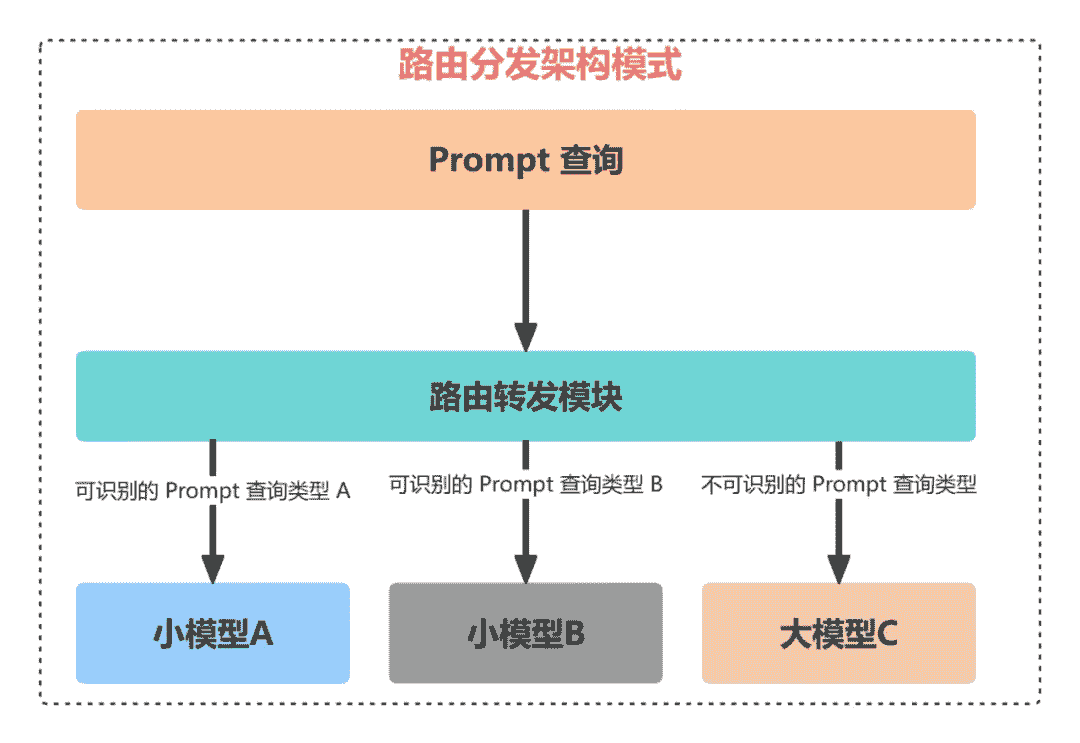 路由分发架构模式
Prompt 查询
路由转发模块
可识别的 Prompt 查询类型 A
可识别的 Prompt 查询类型 B
不可识别的 Prompt 查询类型
小模型A
小模型B
大模型C